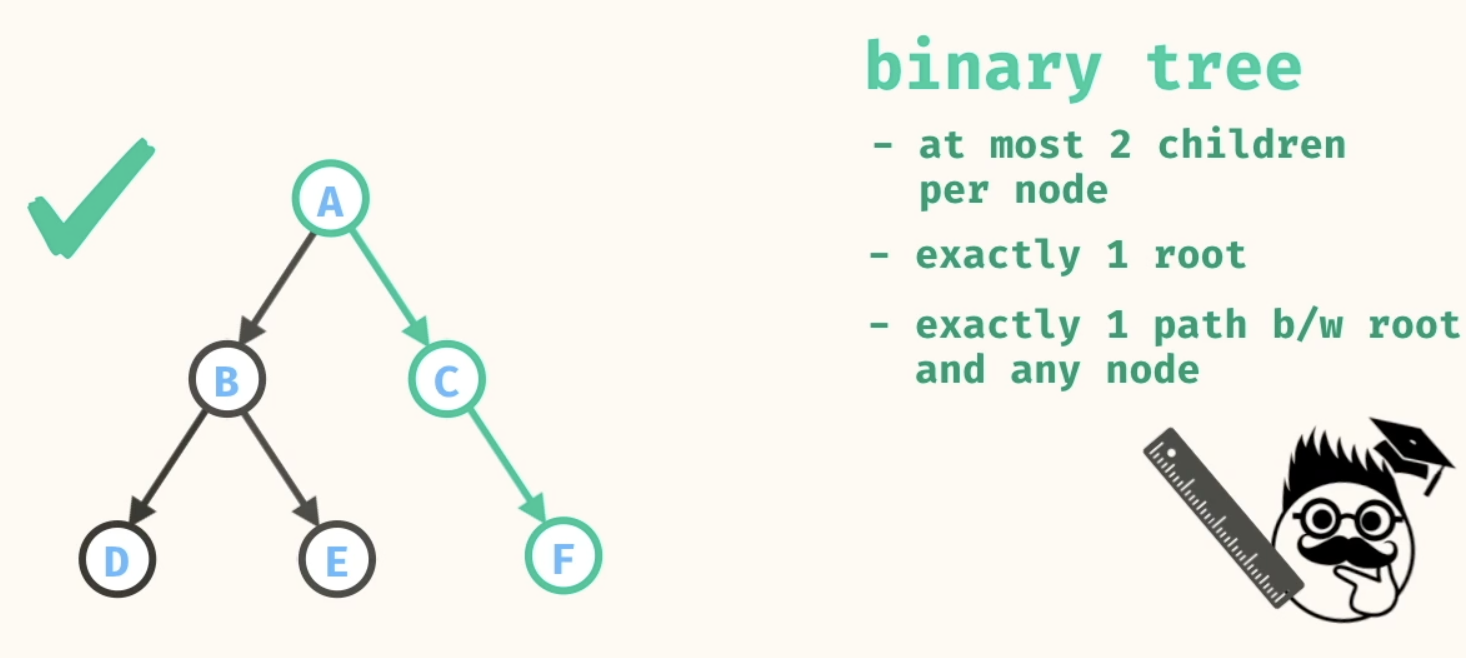 binary tree
- at most 2 children
per node
- exactly 1 root
- exactly 1 path b/w root
and any node
A
B
C
D
E
F